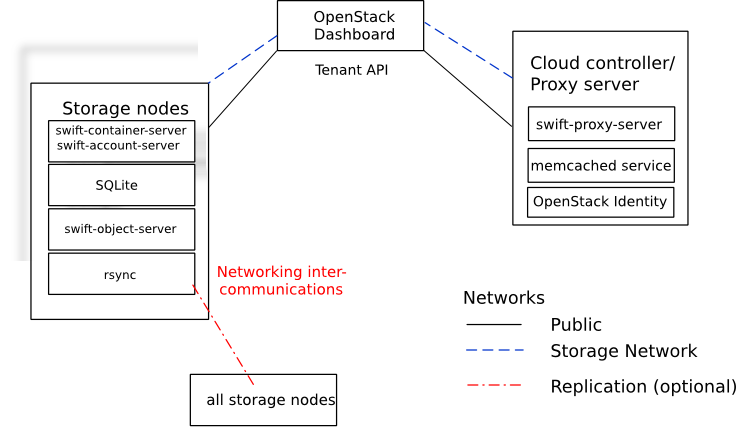 OpenStack
Dashboard
Tenant API
Cloud controller/
Proxy server
swift-proxy-server
memcached service
OpenStack Identity
Storage nodes
swift-container-server
swift-account-server
SQLite
swift-object-server
rsync
Networking inter-
communications
all storage nodes
Networks
Public
Storage Network
Replication (optional)